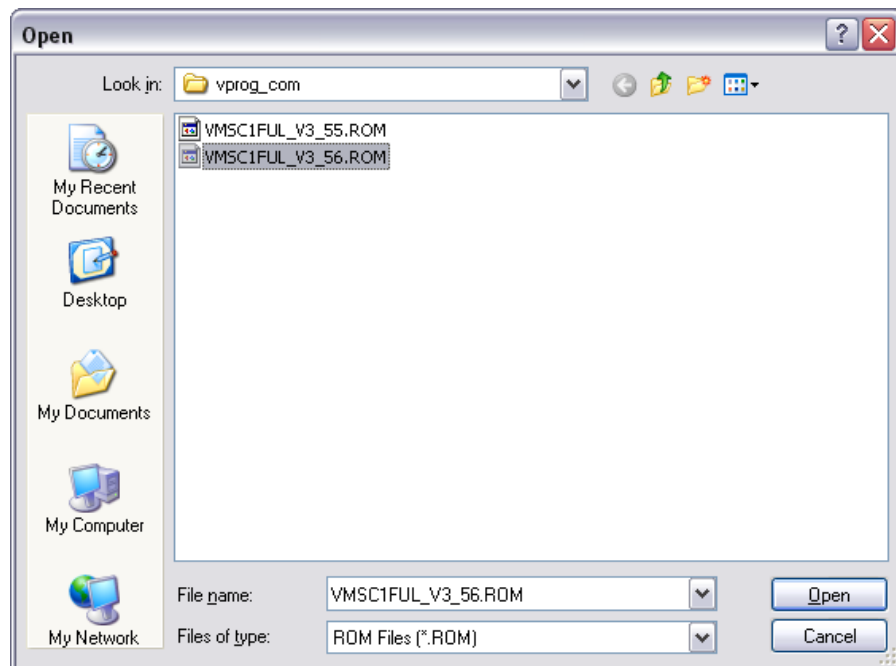 Open
Look in:
vprog_com
VMSC1FUL_V3_55.ROM
VMSC1FUL_V3_56.ROM
My Recent
Documents
Desktop
My Documents
My Computer
My Network
File name:
VMSC1FUL_V3_56.ROM
Open
Files of type:
ROM Files (*.ROM)
Cancel